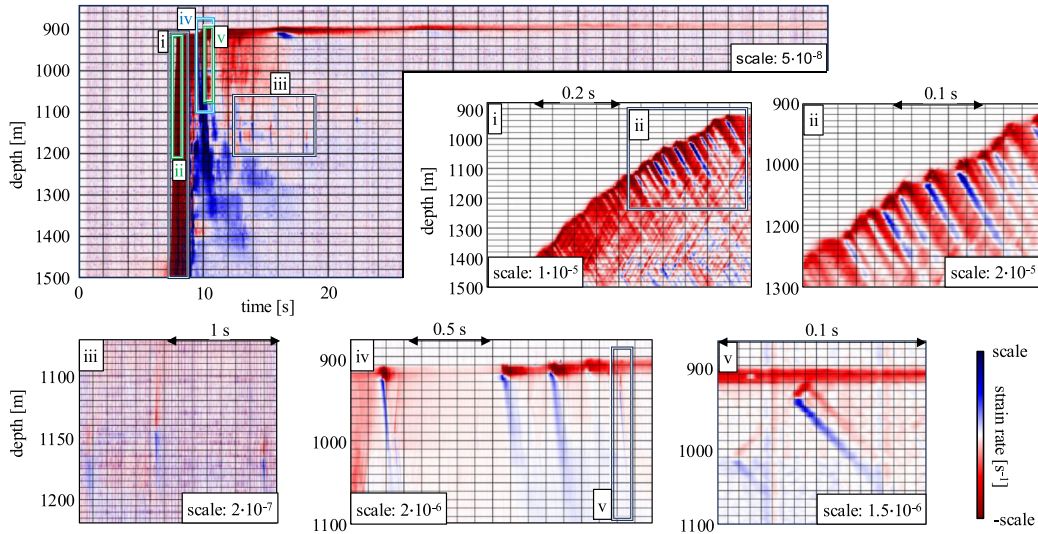 900
1000
1100
1200
1300
1400
1500
depth [m]
0
10
20
time [s]
i
ii
iii
iv
v
scale: 5·10⁻⁸
0.2 s
900
1000
1100
1200
1300
1400
1500
depth [m]
i
ii
scale: 1·10⁻⁵
0.1 s
900
1000
1100
1200
1300
ii
scale: 2·10⁻⁵
1 s
iii
1100
1150
1200
depth [m]
scale: 2·10⁻⁷
0.5 s
iv
900
1000
1100
v
scale: 2·10⁻⁶
0.1 s
v
900
1000
1100
scale: 1.5·10⁻⁶
scale
strain rate [s⁻¹]
-scale